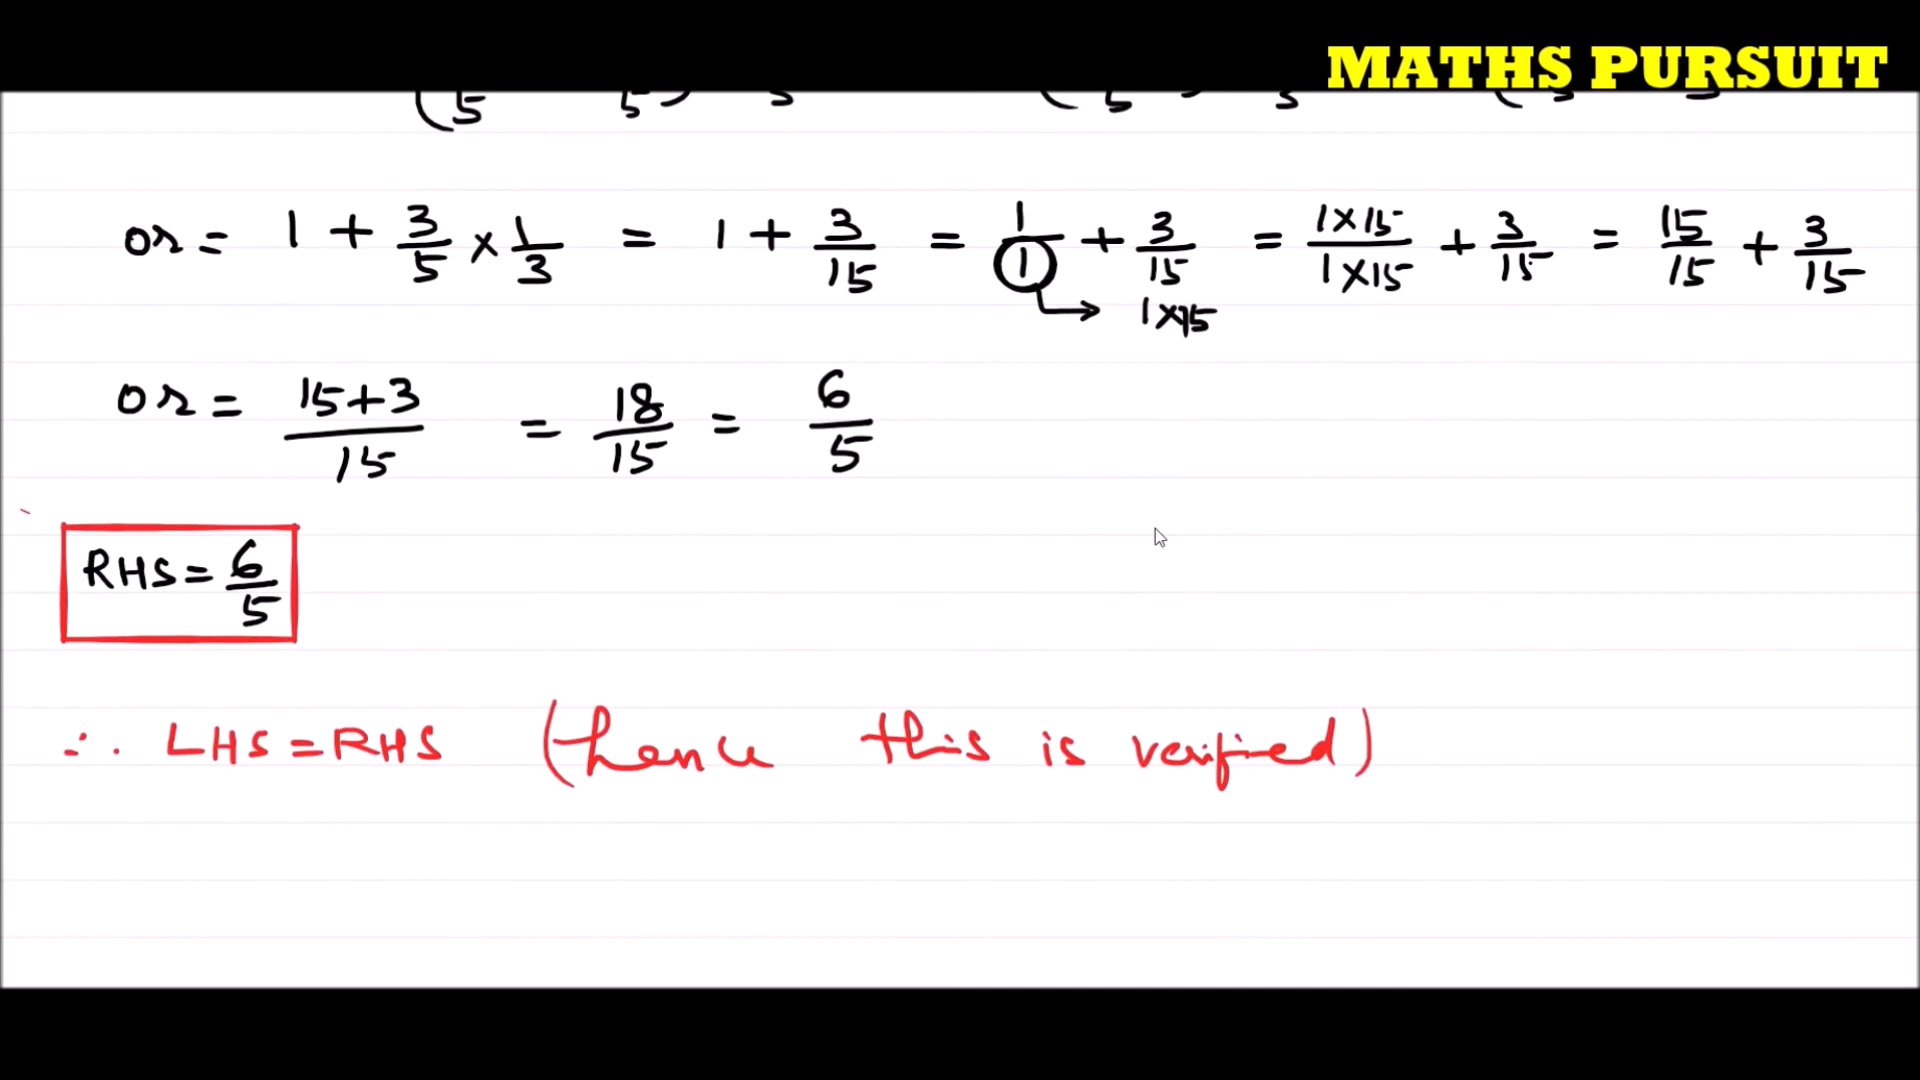 MATHS PURSUIT
or = 1 + 3/5 × 1/3 = 1 + 3/15 = 1/1 + 3/15 = 1×15/1×15 + 3/15 = 15/15 + 3/15
1×15
or = 15+3/15 = 18/15 = 6/5
RHS = 6/5
∴ LHS = RHS (hence this is verified)